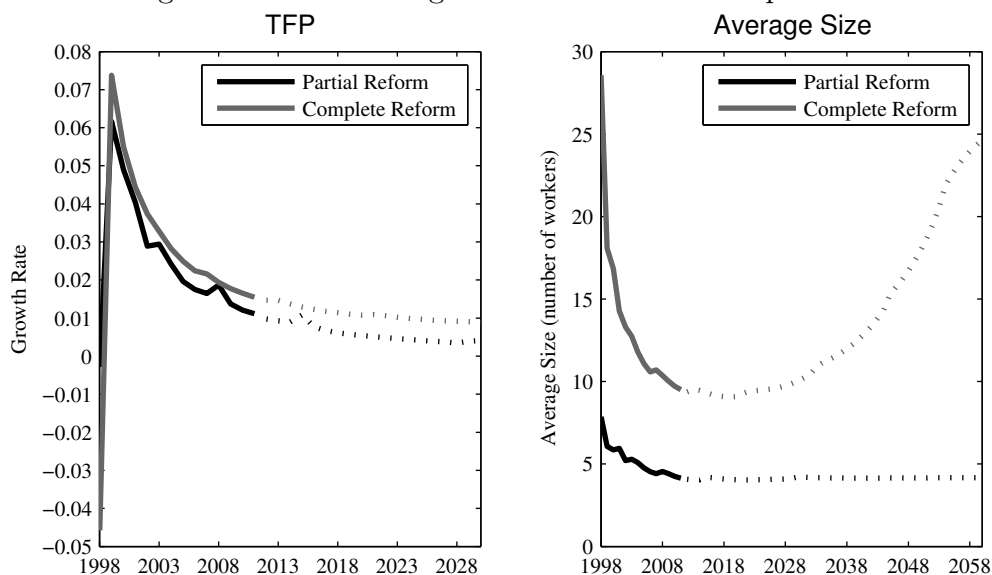 TFP
0.08
0.07
0.06
0.05
0.04
0.03
0.02
0.01
0
−0.01
−0.02
−0.03
−0.04
−0.05
Growth Rate
Partial Reform
Complete Reform
1998 2003 2008 2013 2018 2023 2028
Average Size
30
25
20
15
10
5
0
Average Size (number of workers)
Partial Reform
Complete Reform
1998 2008 2018 2028 2038 2048 2058